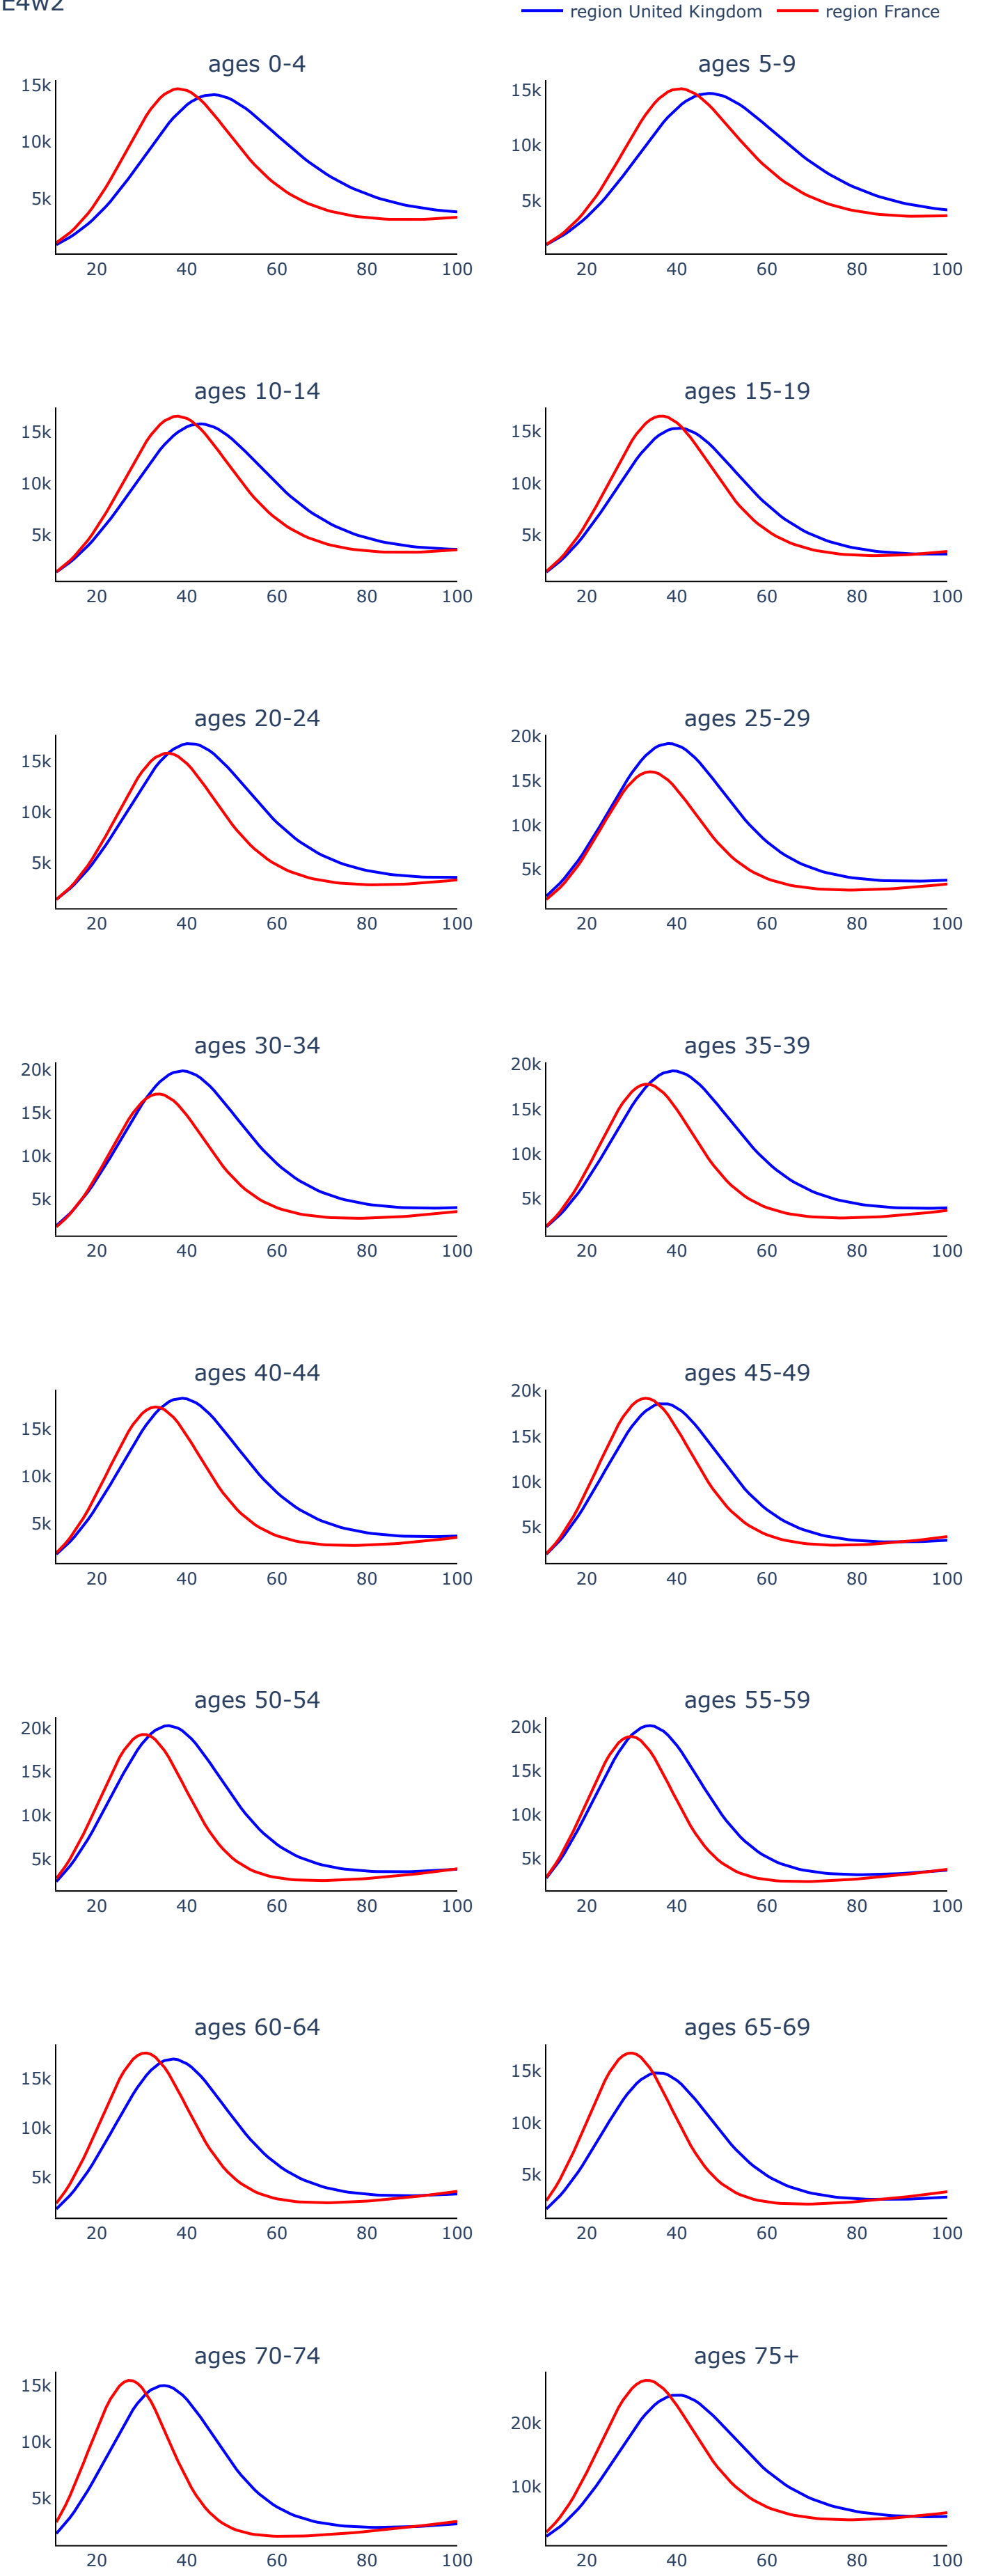 E4w2
region United Kingdom region France
ages 0-4 ages 5-9
15k
10k
5k
20 40 60 80 100
15k
10k
5k
20 40 60 80 100
ages 10-14 ages 15-19
15k
10k
5k
20 40 60 80 100
15k
10k
5k
20 40 60 80 100
ages 20-24 ages 25-29
15k
10k
5k
20 40 60 80 100
20k
15k
10k
5k
20 40 60 80 100
ages 30-34 ages 35-39
20k
15k
10k
5k
20 40 60 80 100
20k
15k
10k
5k
20 40 60 80 100
ages 40-44 ages 45-49
15k
10k
5k
20 40 60 80 100
20k
15k
10k
5k
20 40 60 80 100
ages 50-54 ages 55-59
20k
15k
10k
5k
20 40 60 80 100
20k
15k
10k
5k
20 40 60 80 100
ages 60-64 ages 65-69
15k
10k
5k
20 40 60 80 100
15k
10k
5k
20 40 60 80 100
ages 70-74 ages 75+
15k
10k
5k
20 40 60 80 100
20k
10k
20 40 60 80 100